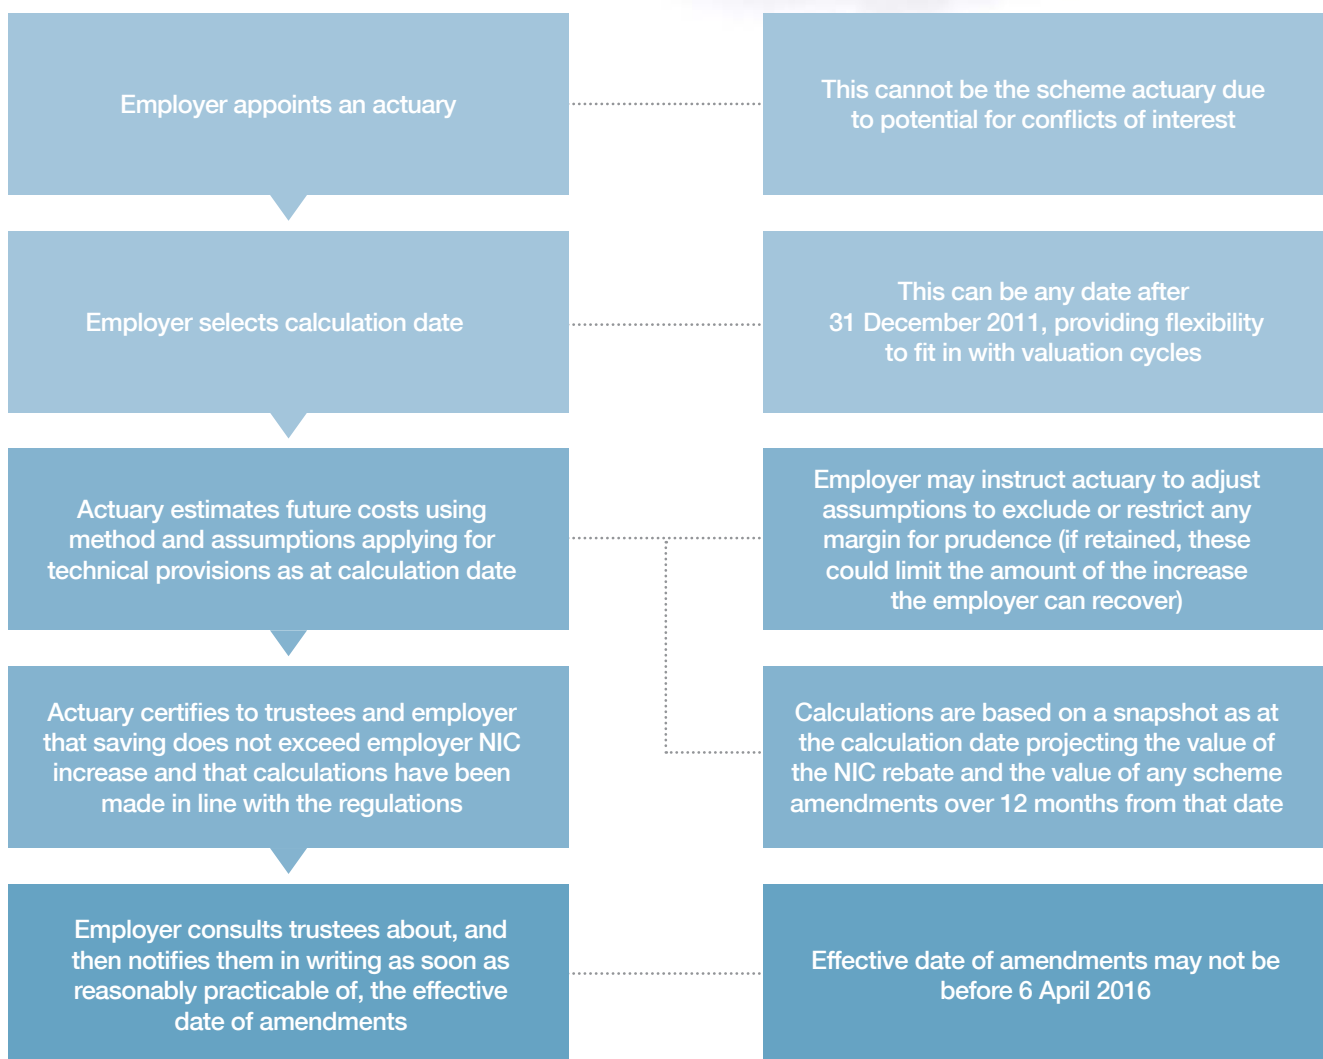 Employer appoints an actuary
This cannot be the scheme actuary due
to potential for conflicts of interest
Employer selects calculation date
This can be any date after
31 December 2011, providing flexibility
to fit in with valuation cycles
Actuary estimates future costs using
method and assumptions applying for
technical provisions as at calculation date
Employer may instruct actuary to adjust
assumptions to exclude or restrict any
margin for prudence (if retained, these
could limit the amount of the increase
the employer can recover)
Actuary certifies to trustees and employer
that saving does not exceed employer NIC
increase and that calculations have been
made in line with the regulations
Calculations are based on a snapshot as at
the calculation date projecting the value of
the NIC rebate and the value of any scheme
amendments over 12 months from that date
Employer consults trustees about, and
then notifies them in writing as soon as
reasonably practicable of, the effective
date of amendments
Effective date of amendments may not be
before 6 April 2016